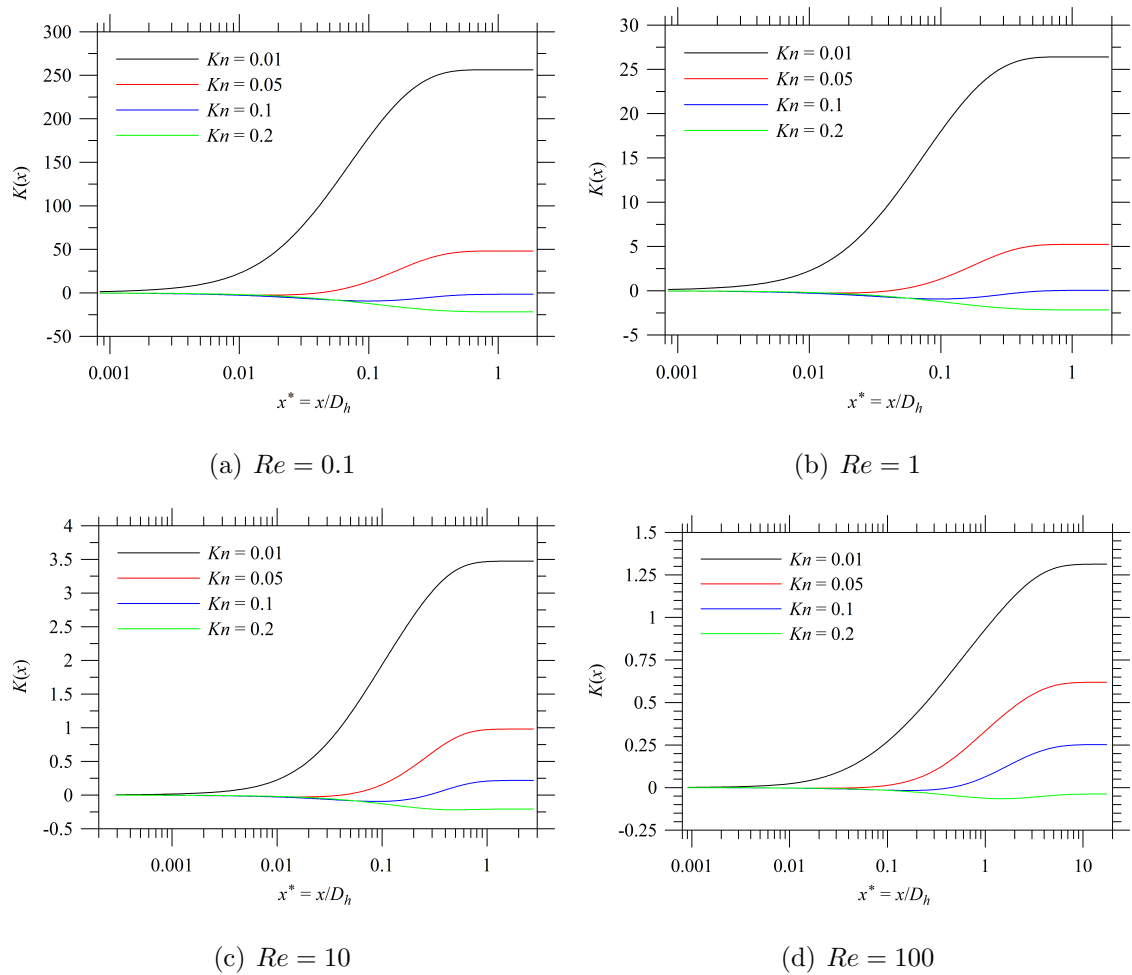 300
250
200
150
100
50
0
-50
K(x)
Kn = 0.01
Kn = 0.05
Kn = 0.1
Kn = 0.2
0.001 0.01 0.1 1
x* = x/D_h
(a) Re = 0.1
30
25
20
15
10
5
0
-5
K(x)
Kn = 0.01
Kn = 0.05
Kn = 0.1
Kn = 0.2
0.001 0.01 0.1 1
x* = x/D_h
(b) Re = 1
4
3.5
3
2.5
2
1.5
1
0.5
0
-0.5
K(x)
Kn = 0.01
Kn = 0.05
Kn = 0.1
Kn = 0.2
0.001 0.01 0.1 1
x* = x/D_h
(c) Re = 10
1.5
1.25
1
0.75
0.5
0.25
0
-0.25
K(x)
Kn = 0.01
Kn = 0.05
Kn = 0.1
Kn = 0.2
0.001 0.01 0.1 1 10
x* = x/D_h
(d) Re = 100